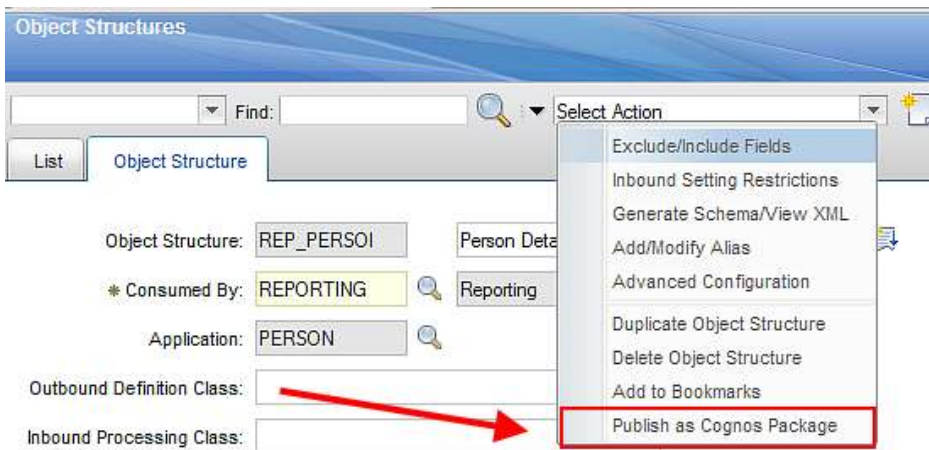 Object Structures
Find:
Select Action
List
Object Structure
Exclude/Include Fields
Inbound Setting Restrictions
Generate Schema/View XML
Add/Modify Alias
Advanced Configuration
Duplicate Object Structure
Delete Object Structure
Add to Bookmarks
Publish as Cognos Package
Object Structure: REP_PERSOI Person Deta
* Consumed By: REPORTING Reporting
Application: PERSON
Outbound Definition Class:
Inbound Processing Class: